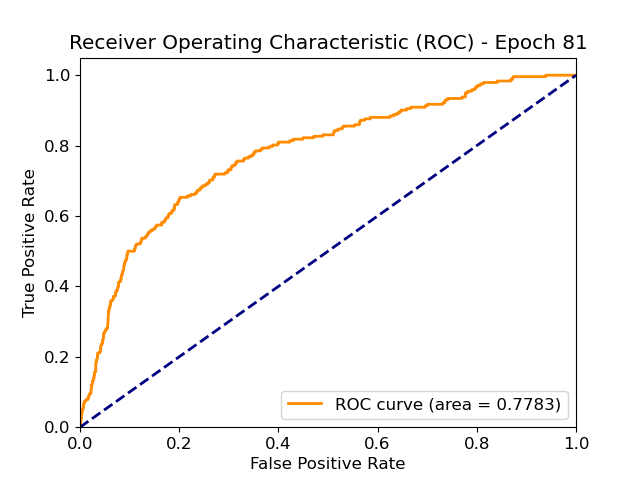 Receiver Operating Characteristic (ROC) - Epoch 81
True Positive Rate
1.0
0.8
0.6
0.4
0.2
0.0
ROC curve (area = 0.7783)
0.0 0.2 0.4 0.6 0.8 1.0
False Positive Rate